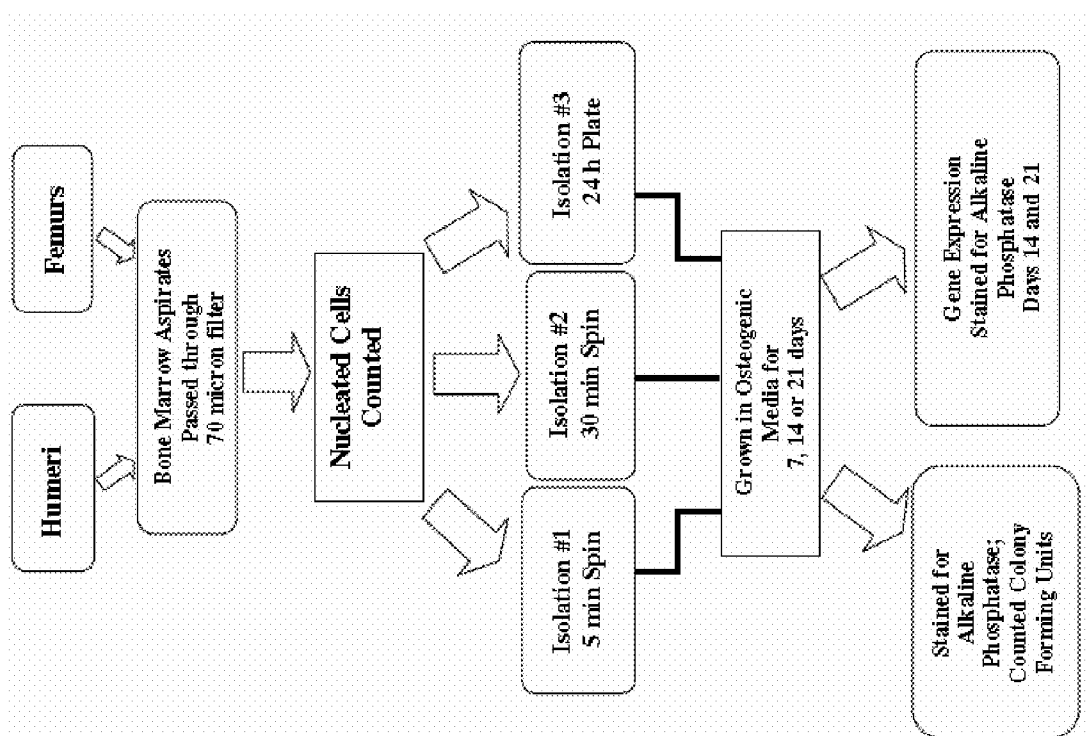 Humeri
Femurs
Bone Marrow Aspirates
Passed through
70 micron filter
Nucleated Cells
Counted
Isolation #1
5 min Spin
Isolation #2
30 min Spin
Isolation #3
24 h Plate
Grown in Osteogenic
Media for
7, 14 or 21 days
Stained for
Alkaline
Phosphatase;
Counted Colony
Forming Units
Gene Expression
Stained for Alkaline
Phosphatase
Days 14 and 21